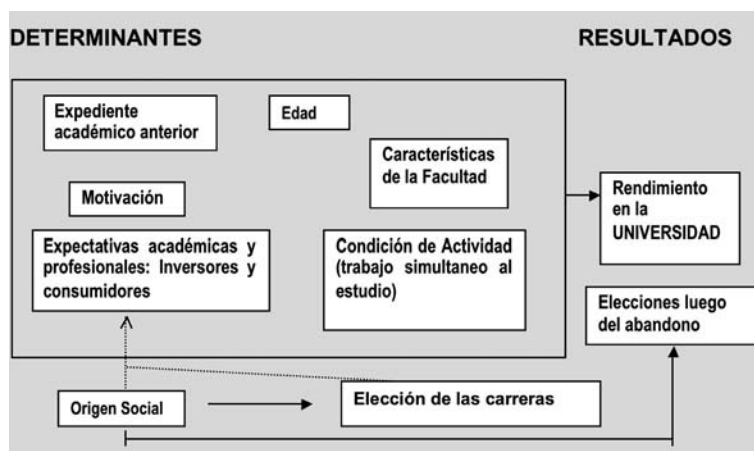 DETERMINANTES
RESULTADOS
Expediente
académico anterior
Edad
Características
de la Facultad
Motivación
Rendimiento
en la
UNIVERSIDAD
Expectativas académicas y
profesionales: Inversores y
consumidores
Condición de Actividad
(trabajo simultaneo al
estudio)
Elecciones luego
del abandono
Origen Social
Elección de las carreras